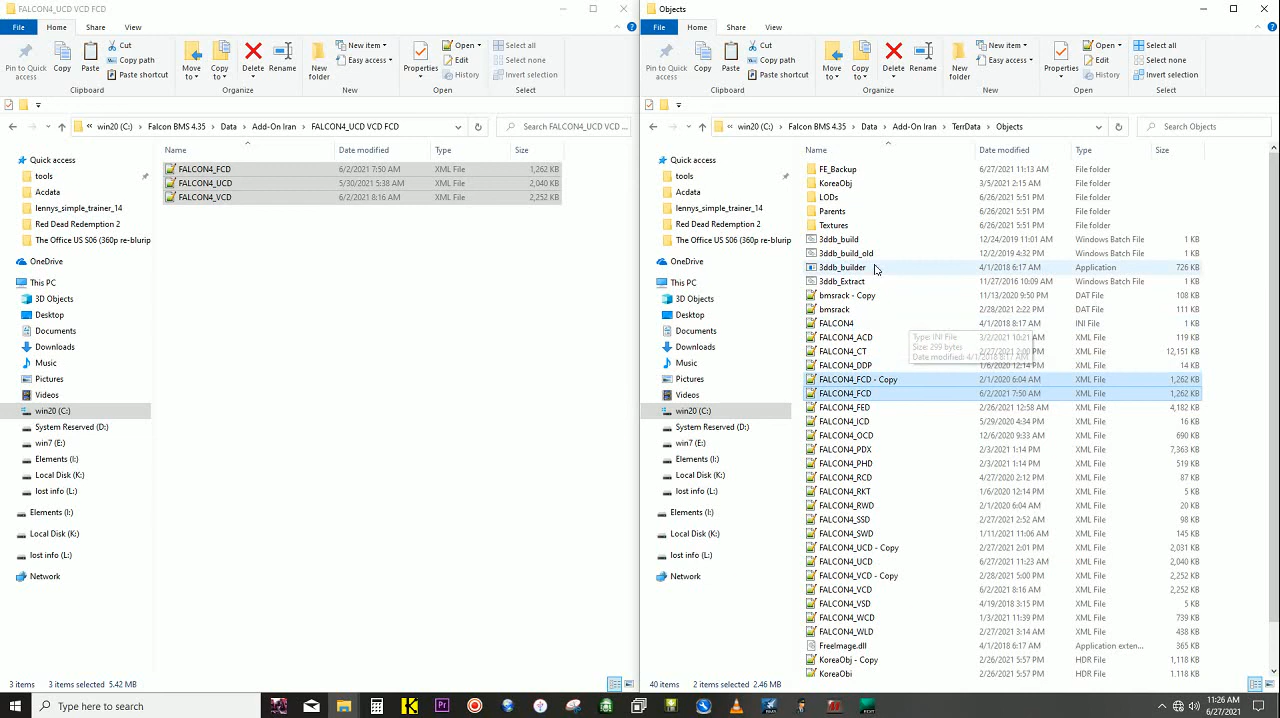 FALCON4_UCD VCD FCD
File Home Share View
Pin to Quick access
Copy
Paste
Cut
Copy path
Paste shortcut
Clipboard
Move to
Copy to
Delete
Rename
Organize
New folder
New item
Easy access
New
Properties
Open
Edit
History
Open
Select all
Select none
Invert selection
Select
« win20 (C:) › Falcon BMS 4.35 › Data › Add-On Iran › FALCON4_UCD VCD FCD
Search FALCON4_UCD VCD ...
Name Date modified Type Size
FALCON4_FCD 6/2/2021 7:50 AM XML File 1,262 KB
FALCON4_UCD 5/30/2021 5:38 AM XML File 2,040 KB
FALCON4_VCD 6/2/2021 8:16 AM XML File 2,252 KB
Quick access
tools
Acdata
lennys_simple_trainer_14
Red Dead Redemption 2
The Office US S06 (360p re-blurip
OneDrive
This PC
3D Objects
Desktop
Documents
Downloads
Music
Pictures
Videos
win20 (C:)
System Reserved (D:)
win7 (E:)
Elements (I:)
Local Disk (K:)
lost info (L:)
Elements (I:)
Local Disk (K:)
lost info (L:)
Network
3 items 3 items selected 5.42 MB
Objects
File Home Share View
Pin to Quick access
Copy
Paste
Cut
Copy path
Paste shortcut
Clipboard
Move to
Copy to
Delete
Rename
Organize
New folder
New item
Easy access
New
Properties
Open
Edit
History
Open
Select all
Select none
Invert selection
Select
« win20 (C:) › Falcon BMS 4.35 › Data › Add-On Iran › TerrData › Objects
Search Objects
Quick access
tools
Acdata
lennys_simple_trainer_14
Red Dead Redemption 2
The Office US S06 (360p re-blurip
OneDrive
This PC
3D Objects
Desktop
Documents
Downloads
Music
Pictures
Videos
win20 (C:)
System Reserved (D:)
win7 (E:)
Elements (I:)
Local Disk (K:)
lost info (L:)
Elements (I:)
Local Disk (K:)
lost info (L:)
Network
Name Date modified Type Size
FE_Backup 6/27/2021 11:13 AM File folder
KoreaObj 3/5/2021 2:15 AM File folder
LODs 6/26/2021 5:51 PM File folder
Parents 6/26/2021 5:51 PM File folder
Textures 6/26/2021 5:51 PM File folder
3ddb_build 12/24/2019 11:01 AM Windows Batch File 1 KB
3ddb_build_old 12/2/2019 4:32 PM Windows Batch File 1 KB
3ddb_builder 4/1/2018 6:17 AM Application 726 KB
3ddb_Extract 11/27/2016 10:09 AM Windows Batch File 1 KB
bmsrack - Copy 11/13/2020 9:50 PM DAT File 108 KB
bmsrack 2/28/2021 2:22 PM DAT File 111 KB
FALCON4 4/1/2018 8:17 AM INI File 1 KB
FALCON4_ACD 3/2/2021 10:21 AM XML File 119 KB
FALCON4_CT 2/27/2021 2:00 PM XML File 12,151 KB
FALCON4_DDP 1/6/2020 12:14 PM XML File 14 KB
FALCON4_FCD - Copy 2/1/2020 6:04 AM XML File 1,262 KB
FALCON4_FCD 6/2/2021 7:50 AM XML File 1,262 KB
FALCON4_FED 2/26/2021 12:58 AM XML File 4,182 KB
FALCON4_ICD 5/29/2020 4:34 PM XML File 16 KB
FALCON4_OCD 12/6/2020 9:33 AM XML File 690 KB
FALCON4_PDX 2/3/2021 1:14 PM XML File 7,363 KB
FALCON4_PHD 2/3/2021 1:14 PM XML File 519 KB
FALCON4_RCD 4/27/2020 2:12 PM XML File 87 KB
FALCON4_RKT 1/6/2020 12:14 PM XML File 5 KB
FALCON4_RWD 2/1/2020 6:04 AM XML File 20 KB
FALCON4_SSD 2/27/2021 2:52 AM XML File 98 KB
FALCON4_SWD 1/1/2021 11:06 AM XML File 145 KB
FALCON4_UCD - Copy 2/27/2021 2:01 PM XML File 2,031 KB
FALCON4_UCD 6/27/2021 11:23 AM XML File 2,040 KB
FALCON4_VCD - Copy 2/28/2021 5:00 PM XML File 2,252 KB
FALCON4_VCD 6/2/2021 8:16 AM XML File 2,252 KB
FALCON4_VSD 4/19/2018 3:15 PM XML File 5 KB
FALCON4_WCD 1/3/2021 11:39 PM XML File 739 KB
FALCON4_WLD 2/27/2021 3:14 AM XML File 438 KB
FreeImage.dll 4/1/2018 6:17 AM Application exten... 365 KB
KoreaObj - Copy 2/26/2021 5:57 PM HDR File 1,118 KB
KoreaObj 2/26/2021 5:57 PM HDR File 1,118 KB
Type: INI File
Size: 299 bytes
Date modified: 4/1/2018 8:17 AM
40 items 2 items selected 2.46 MB
Type here to search
11:26 AM
6/27/2021